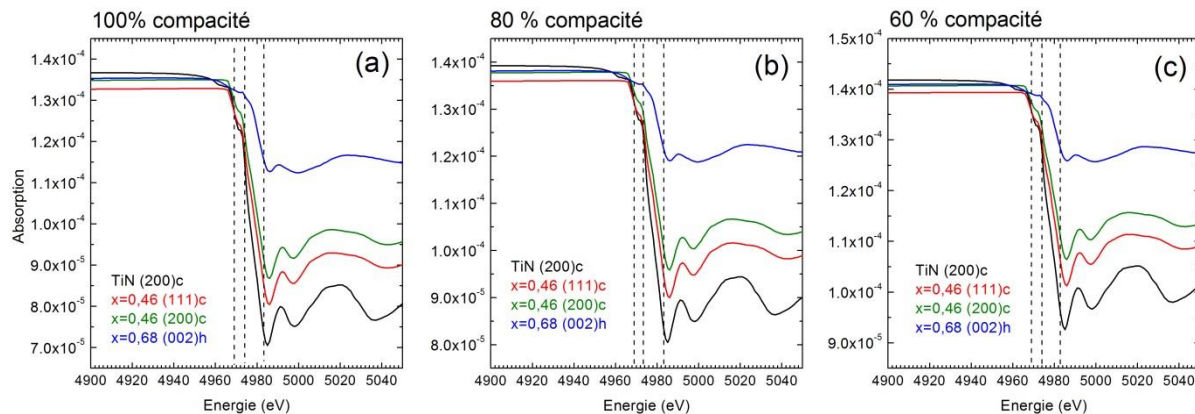 100% compacité
80 % compacité
60 % compacité
(a)
Absorption
1.4x10⁻⁴
1.3x10⁻⁴
1.2x10⁻⁴
1.1x10⁻⁴
1.0x10⁻⁴
9.0x10⁻⁵
8.0x10⁻⁵
7.0x10⁻⁵
TiN (200)c
x=0,46 (111)c
x=0,46 (200)c
x=0,68 (002)h
4900 4920 4940 4960 4980 5000 5020 5040
Energie (eV)
(b)
1.4x10⁻⁴
1.3x10⁻⁴
1.2x10⁻⁴
1.1x10⁻⁴
1.0x10⁻⁴
9.0x10⁻⁵
8.0x10⁻⁵
TiN (200)c
x=0,46 (111)c
x=0,46 (200)c
x=0,68 (002)h
4900 4920 4940 4960 4980 5000 5020 5040
Energie (eV)
(c)
1.5x10⁻⁴
1.4x10⁻⁴
1.3x10⁻⁴
1.2x10⁻⁴
1.1x10⁻⁴
1.0x10⁻⁴
9.0x10⁻⁵
TiN (200)c
x=0,46 (111)c
x=0,46 (200)c
x=0,68 (002)h
4900 4920 4940 4960 4980 5000 5020 5040
Energie (eV)